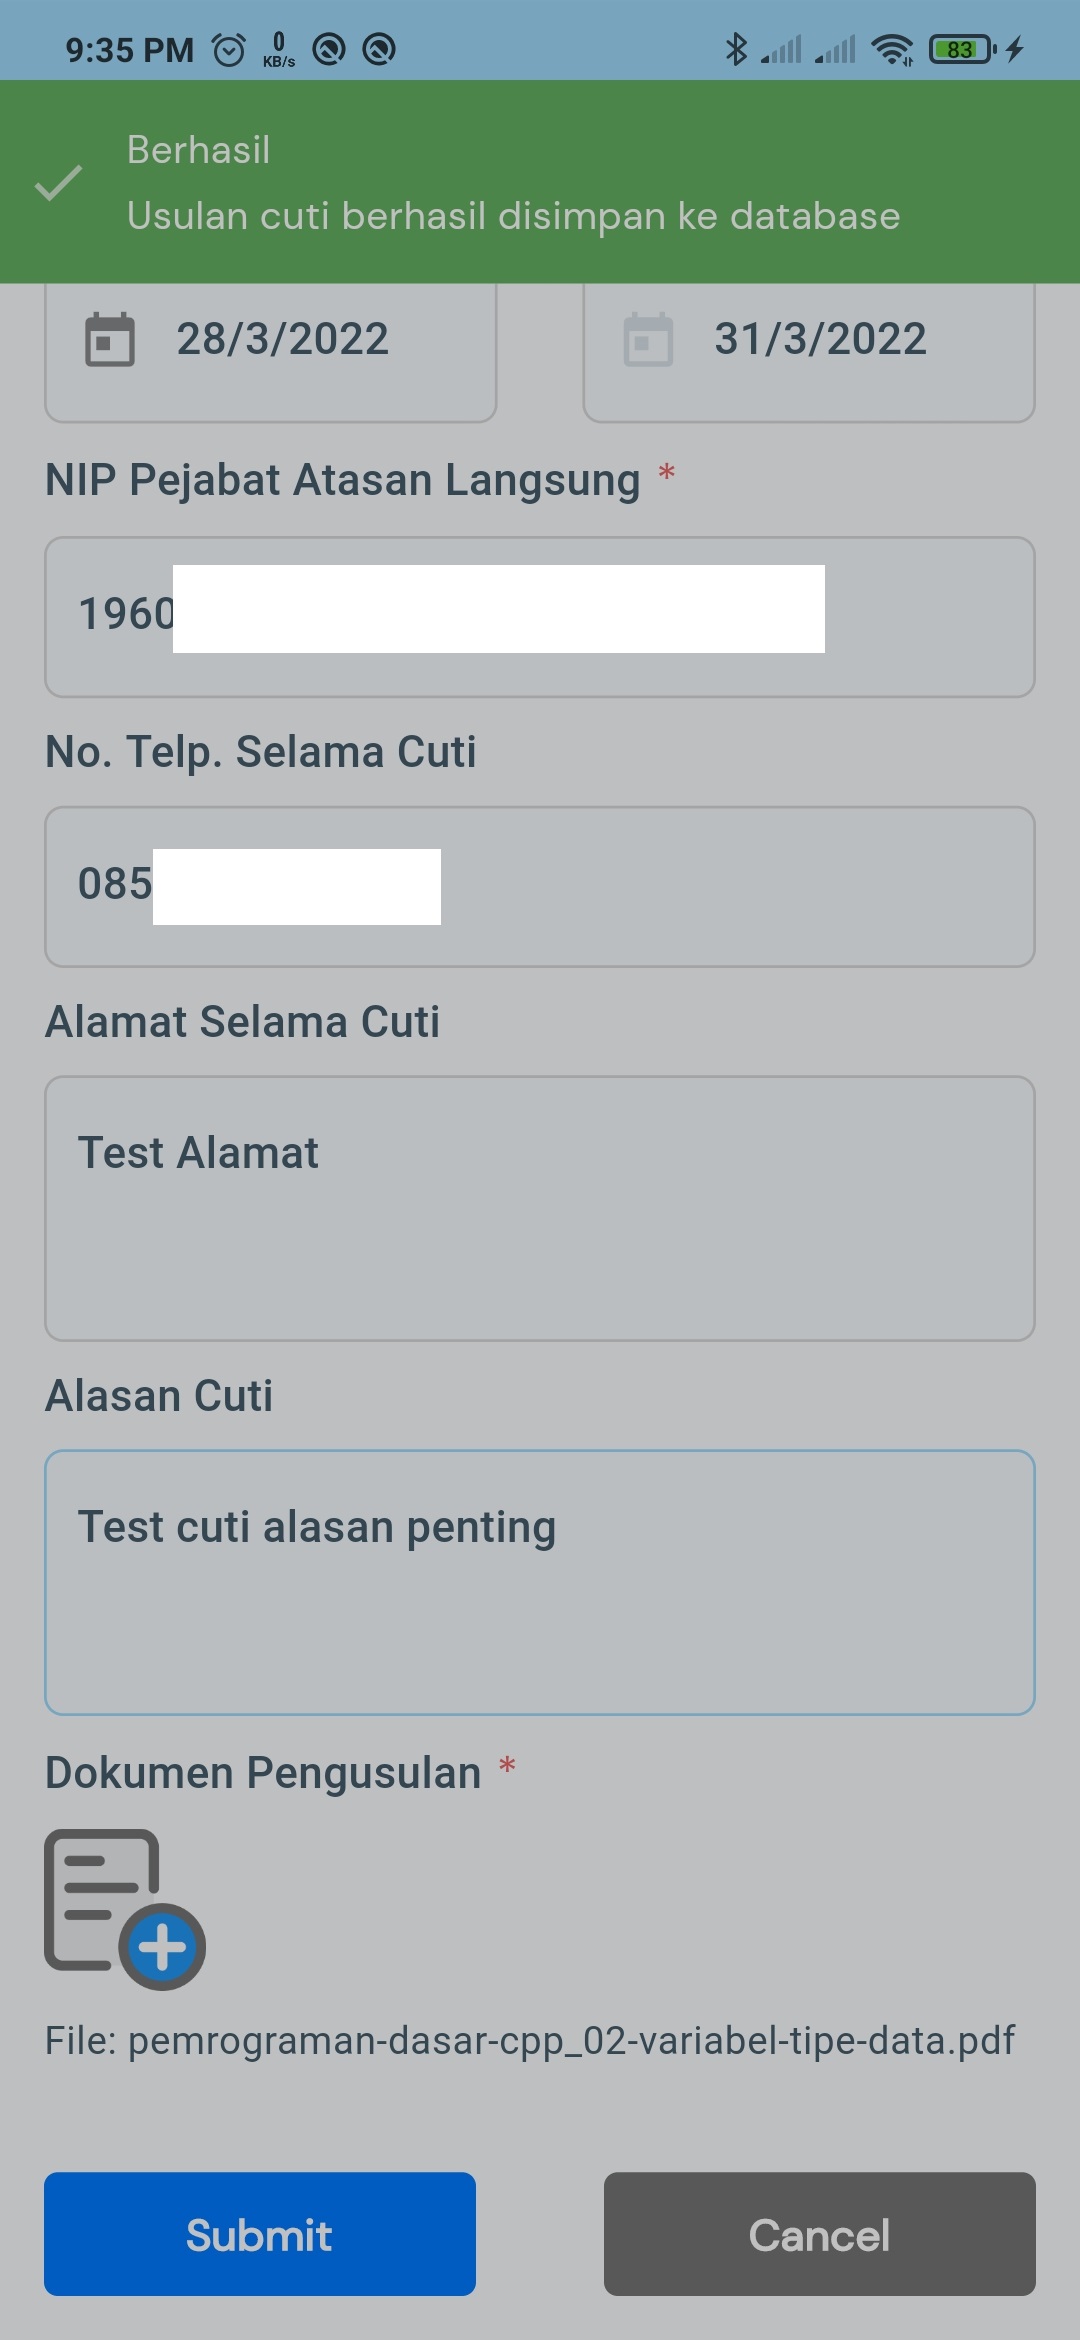 9:35 PM 0 KB/s 83
Berhasil
Usulan cuti berhasil disimpan ke database
28/3/2022 31/3/2022
NIP Pejabat Atasan Langsung *
1960
No. Telp. Selama Cuti
085
Alamat Selama Cuti
Test Alamat
Alasan Cuti
Test cuti alasan penting
Dokumen Pengusulan *
File: pemrograman-dasar-cpp_02-variabel-tipe-data.pdf
Submit Cancel